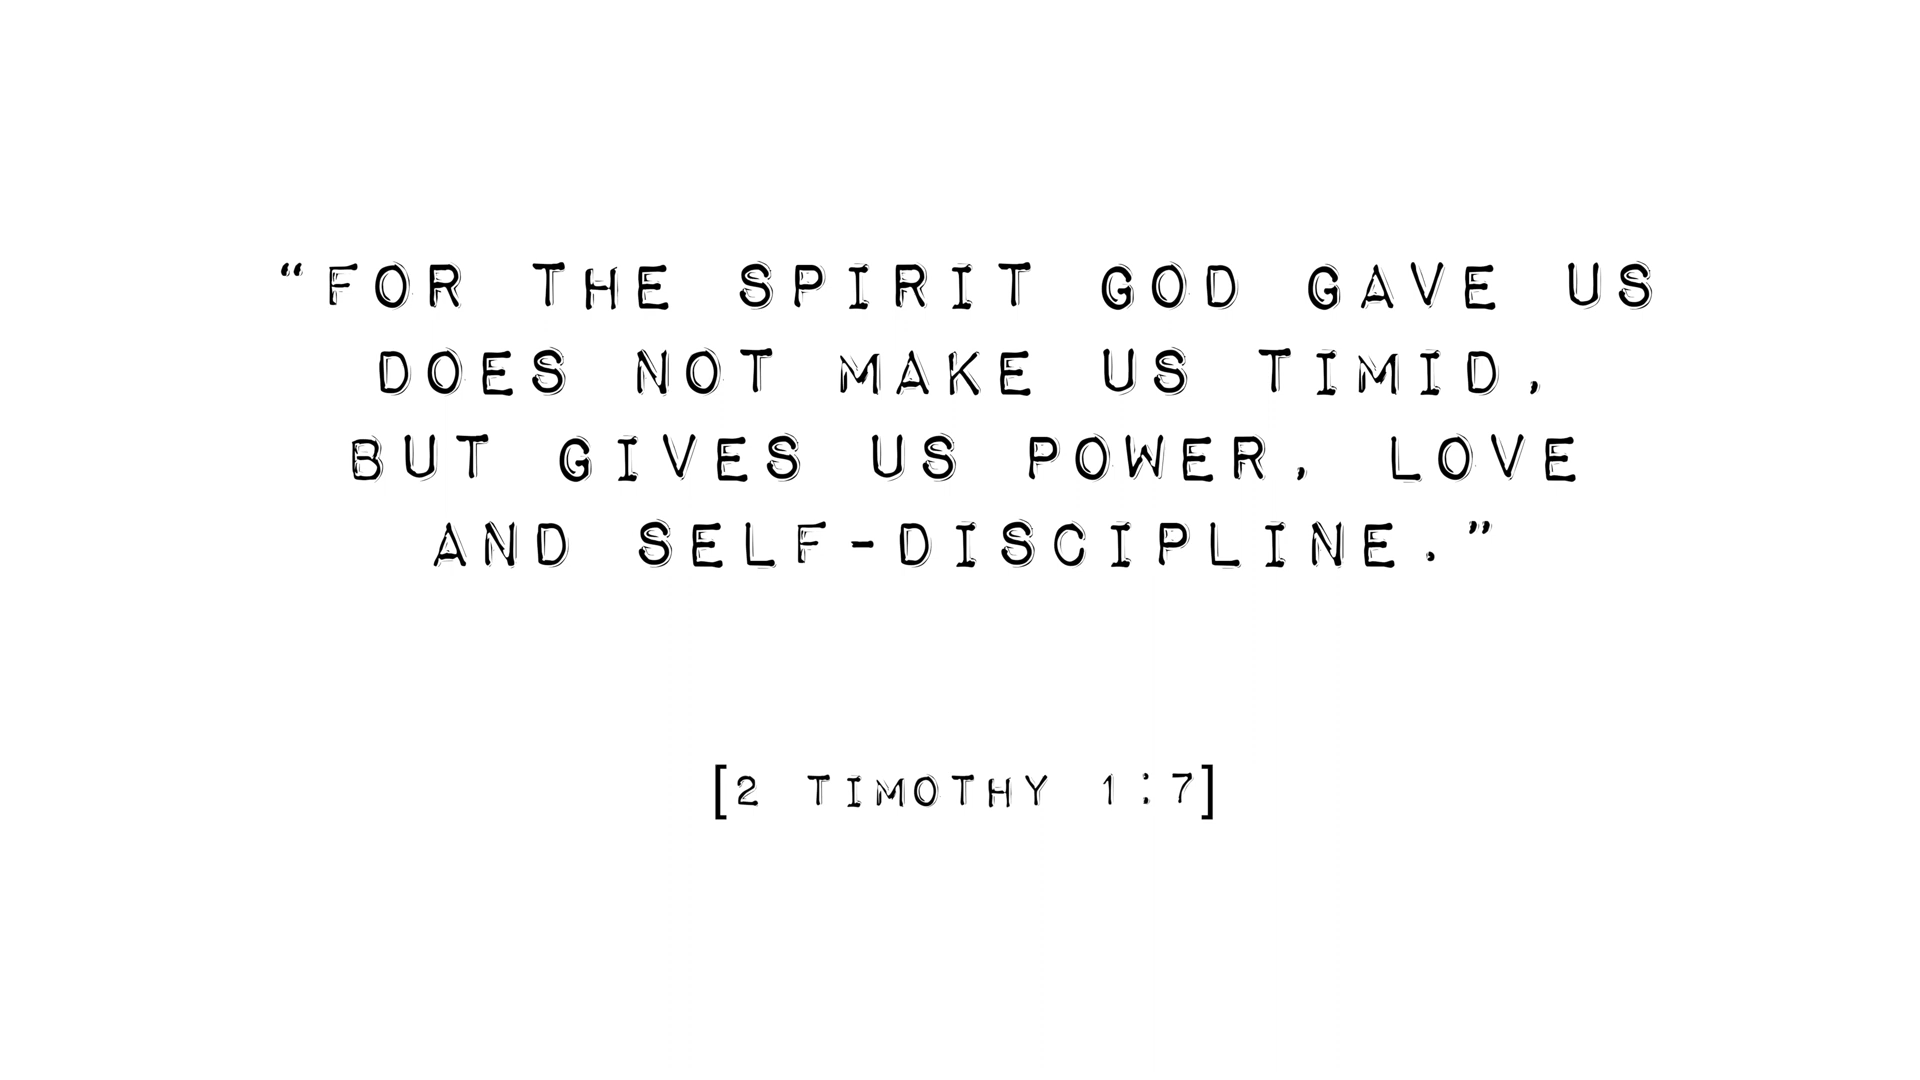 “FOR THE SPIRIT GOD GAVE US
DOES NOT MAKE US TIMID,
BUT GIVES US POWER, LOVE
AND SELF-DISCIPLINE.”
[2 TIMOTHY 1:7]